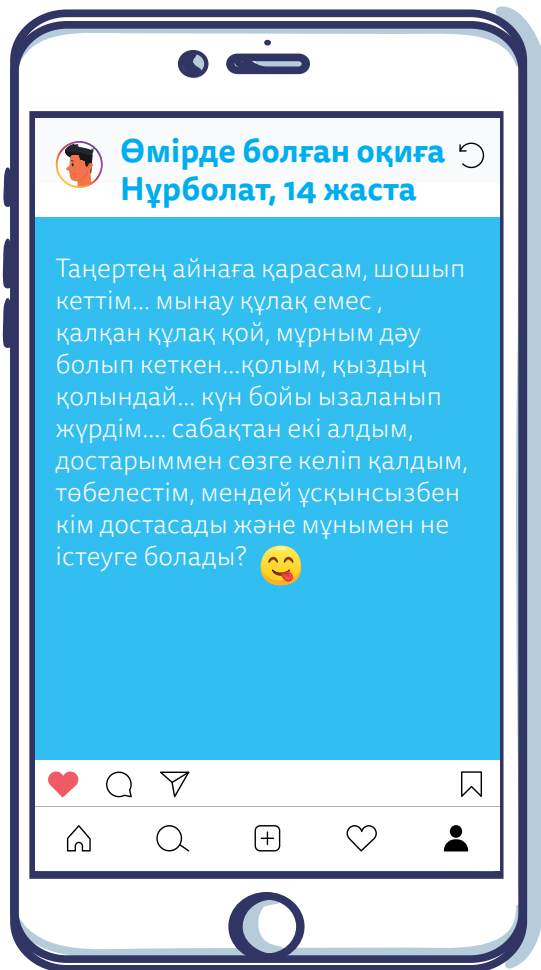 Өмірде болған оқиға
Нұрболат, 14 жаста
Таңертең айнаға қарасам, шошып
кеттім... мынау құлақ емес ,
қалқан құлақ қой, мұрным дәу
болып кеткен...қолым, қыздың
қолындай... күн бойы ызаланып
жүрдім.... сабақтан екі алдым,
достарыммен сөзге келіп қалдым,
төбелестім, мендей ұсқынсызбен
кім достасады және мұнымен не
істеуге болады?